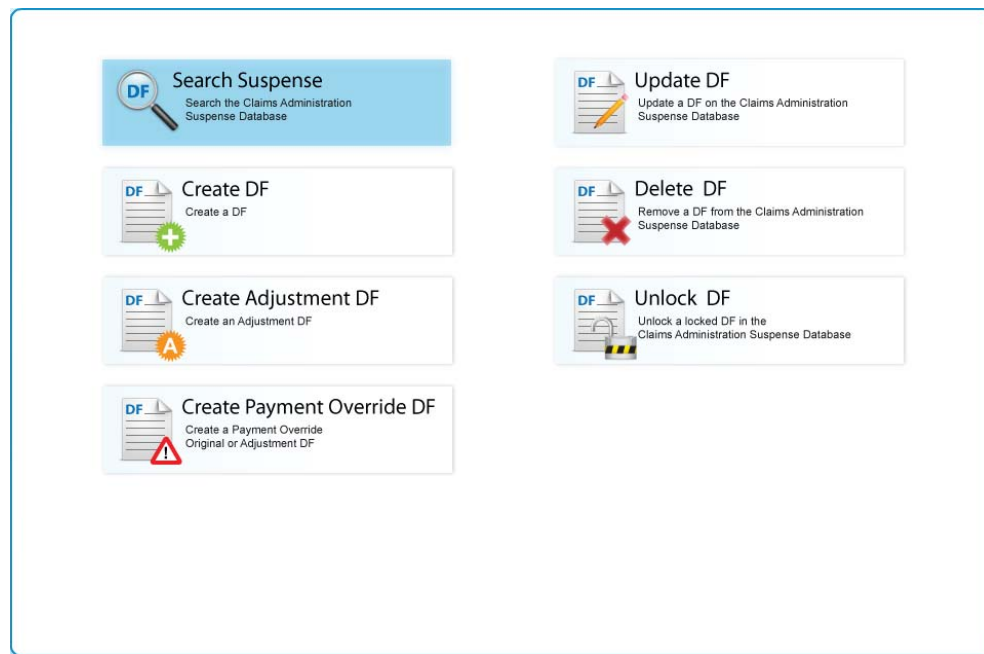 DF
Search Suspense
Search the Claims Administration
Suspense Database
DF
Create DF
Create a DF
DF
Create Adjustment DF
Create an Adjustment DF
A
DF
Create Payment Override DF
Create a Payment Override
Original or Adjustment DF
!
DF
Update DF
Update a DF on the Claims Administration
Suspense Database
DF
Delete DF
Remove a DF from the Claims Administration
Suspense Database
DF
Unlock DF
Unlock a locked DF in the
Claims Administration Suspense Database